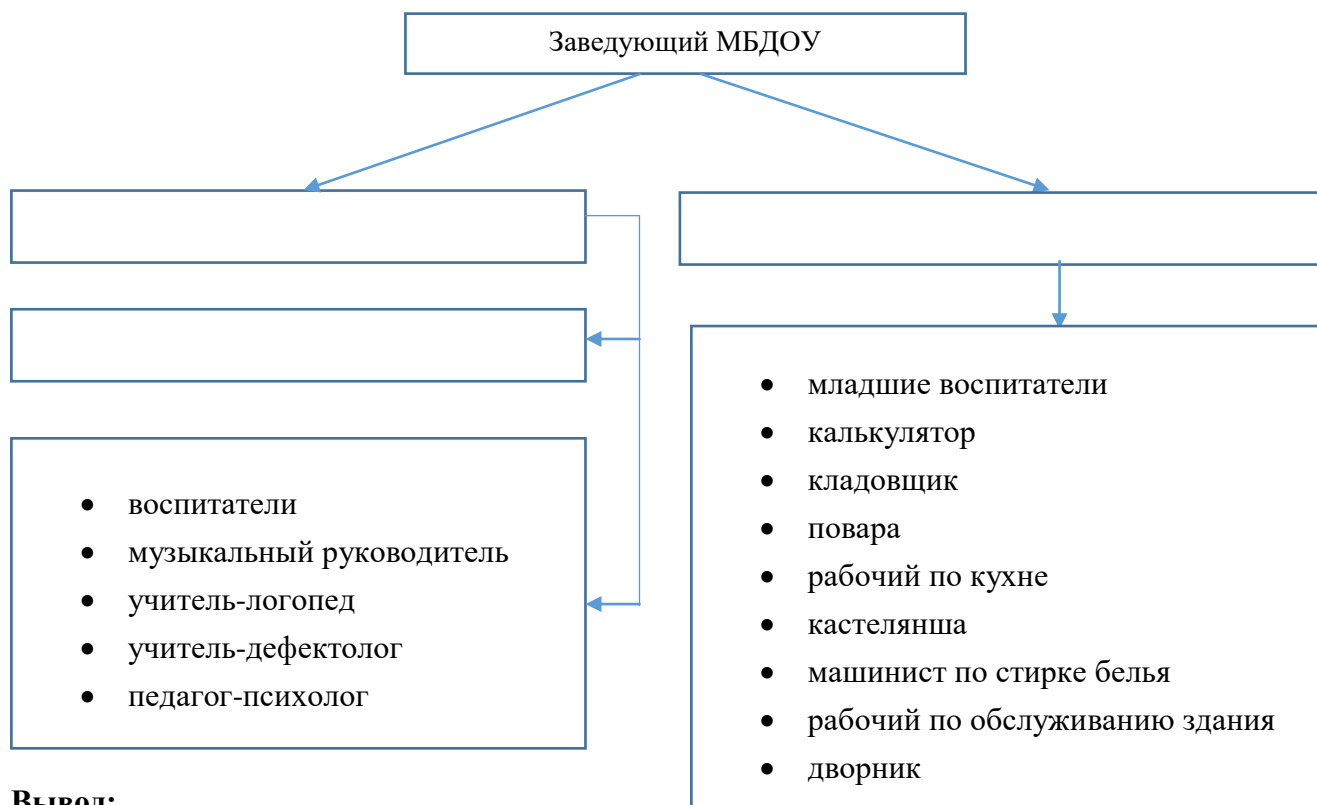 Заведующий МБДОУ
• воспитатели
• музыкальный руководитель
• учитель-логопед
• учитель-дефектолог
• педагог-психолог
• младшие воспитатели
• калькулятор
• кладовщик
• повара
• рабочий по кухне
• кастелянша
• машинист по стирке белья
• рабочий по обслуживанию здания
• дворник
Вывод: